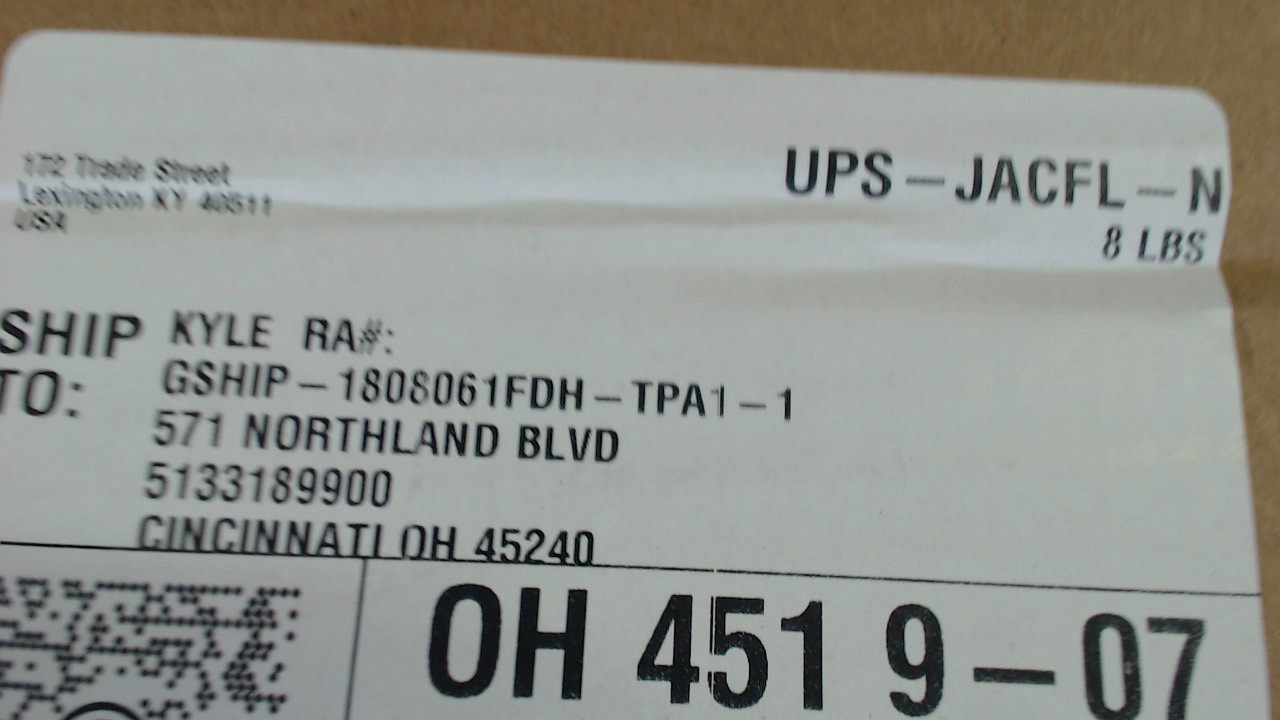 172 Trade Street
Lexington KY 40511
USA
UPS - JACFL - N
8 LBS
SHIP TO: KYLE RA#:
GSHIP - 1808061FDH - TPA1 - 1
571 NORTHLAND BLVD
5133189900
CINCINNATI OH 45240
OH 451 9 - 07